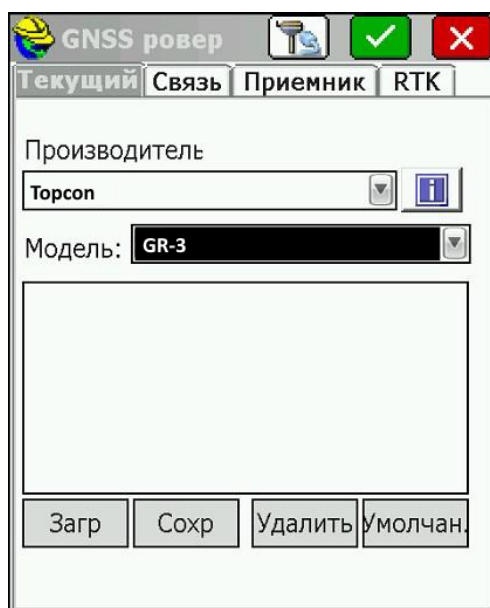 GNSS ровер
Текущий Связь Приемник RTK
Производитель
Topcon
Модель: GR-3
Загр Сохр Удалить Умолчан.